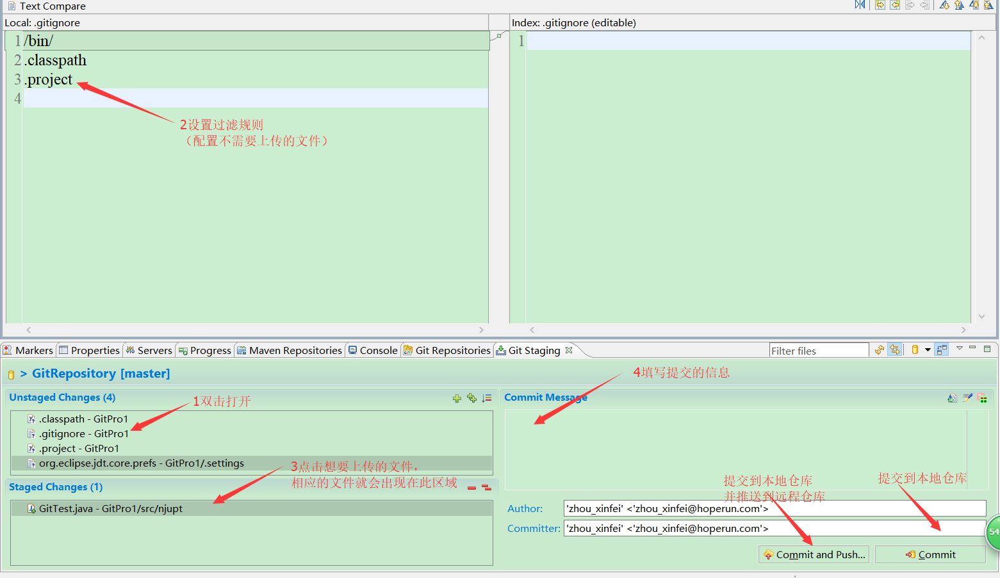 Text Compare
Local: .gitignore
Index: .gitignore (editable)
1 /bin/
2 .classpath
3 .project
4
1
2设置过滤规则
（配置不需要上传的文件）
Markers
Properties
Servers
Progress
Maven Repositories
Console
Git Repositories
Git Staging
Filter files
> GitRepository [master]
4填写提交的信息
Unstaged Changes (4)
1双击打开
Commit Message
.classpath - GitPro1
.gitignore - GitPro1
.project - GitPro1
org.eclipse.jdt.core.prefs - GitPro1/.settings
3点击想要上传的文件，
相应的文件就会出现在此区域
Staged Changes (1)
提交到本地仓库
并推送到远程仓库
提交到本地仓库
GitTest.java - GitPro1/src/njupt
Author: 'zhou_xinfei' <'zhou_xinfei@hoperun.com'>
Committer: 'zhou_xinfei' <'zhou_xinfei@hoperun.com'>
54
Commit and Push...
Commit